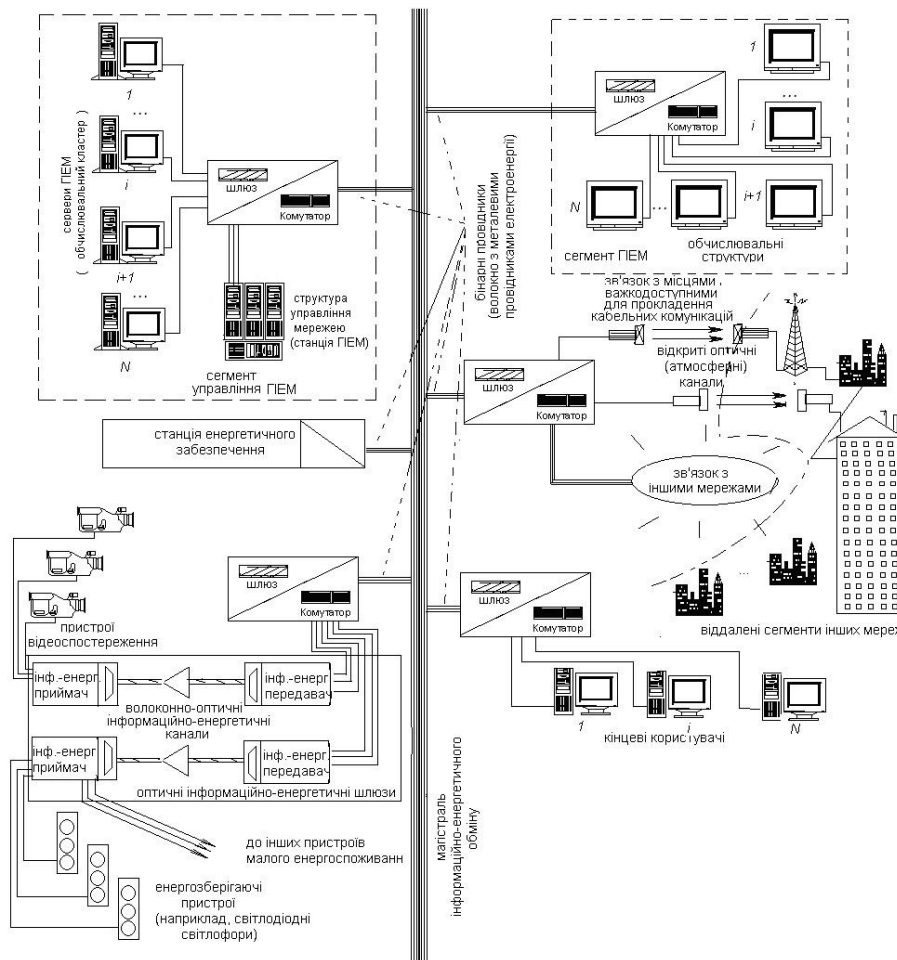 1
...
i
i+1
...
N
сервери ГІЕМ
( обчислювальний кластер )
шлюз
Комутатор
структура
управління
мережею
(станція ГІЕМ)
сегмент
управління ГІЕМ
станція енергетичного
забезпечення
бінарні провідники
(волокно з металевими
провідниками електроенергії)
шлюз
Комутатор
1
...
i
i+1
...
N
сегмент ГІЕМ
обчислювальні
структури
зв'язок з місцями ,
важкодоступними
для прокладення
кабельних комунікацій
відкриті оптичні
(атмосферні)
канали
шлюз
Комутатор
зв'язок з
іншими мережами
...
віддалені сегменти інших мереж
шлюз
Комутатор
1
i
N
кінцеві користувачі
шлюз
Комутатор
пристрої
відеоспостереження
інф.-енерг.
приймач
інф.-енерг.
передавач
волоконно-оптичні
інформаційно-енергетичні
канали
інф.-енерг
приймач
інф.-енерг.
передавач
оптичні інформаційно-енергетичні шлюзи
до інших пристроїв
малого енергоспоживанн
енергозберігаючі
пристрої
(наприклад, світлодіодні
світлофори)
магістраль
інформаційно-енергетичного
обміну